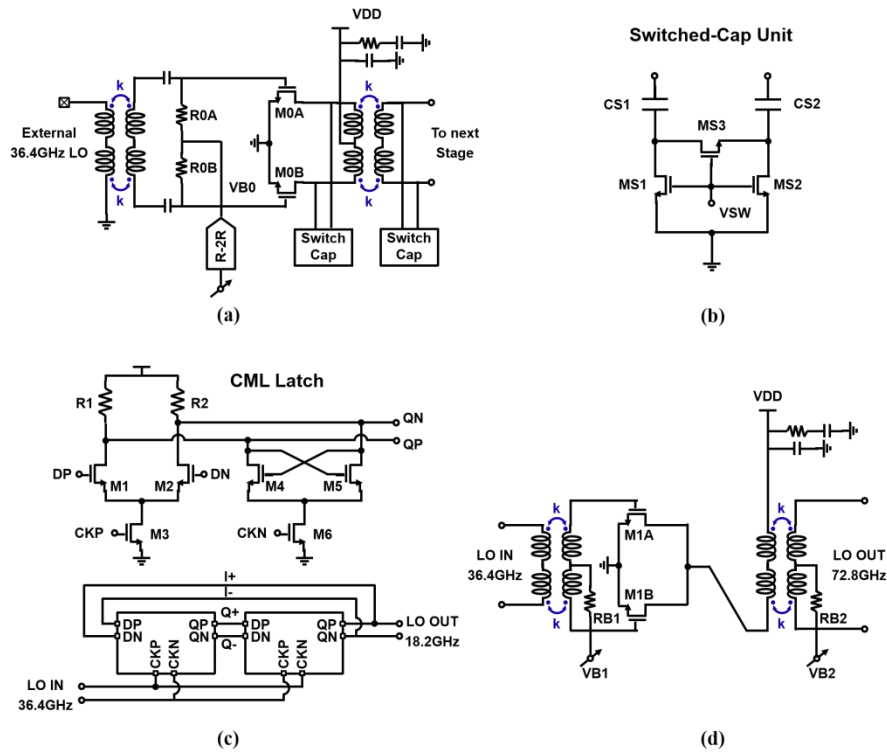 VDD
k
k
R0A
M0A
External
36.4GHz LO
To next
Stage
R0B
M0B
VB0
k
k
R-2R
Switch
Cap
Switch
Cap
(a)
Switched-Cap Unit
CS1
CS2
MS3
MS1
MS2
VSW
(b)
CML Latch
R1
R2
QN
QP
DP
M1
M2
DN
M4
M5
CKP
M3
CKN
M6
I+
I-
DP
DN
QP
QN
CKP
CKN
Q+
Q-
DP
DN
QP
QN
CKP
CKN
LO OUT
18.2GHz
LO IN
36.4GHz
(c)
VDD
k
k
M1A
LO IN
36.4GHz
LO OUT
72.8GHz
M1B
k
RB1
k
RB2
VB1
VB2
(d)